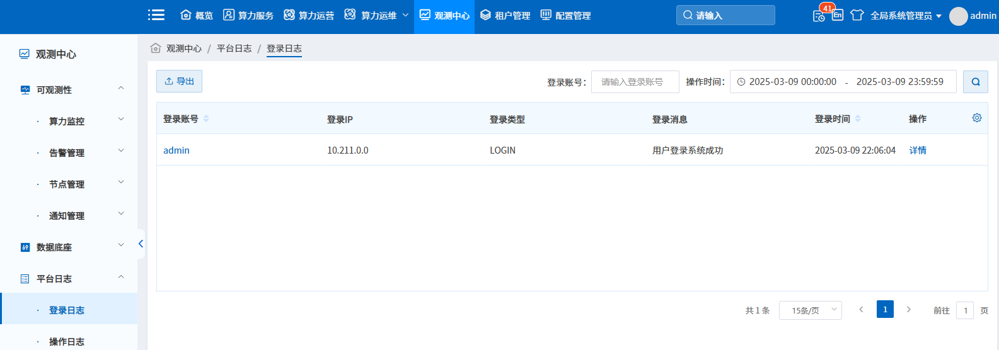 概览 算力服务 算力运营 算力运维 观测中心 租户管理 配置管理 请输入 41 En 全局系统管理员 admin
观测中心
可观测性
算力监控
告警管理
节点管理
通知管理
数据底座
平台日志
登录日志
操作日志
观测中心 / 平台日志 / 登录日志
导出 登录账号： 请输入登录账号 操作时间： 2025-03-09 00:00:00 - 2025-03-09 23:59:59
登录账号 登录IP 登录类型 登录消息 登录时间 操作
admin 10.211.0.0 LOGIN 用户登录系统成功 2025-03-09 22:06:04 详情
共 1 条 15条/页 1 前往 1 页